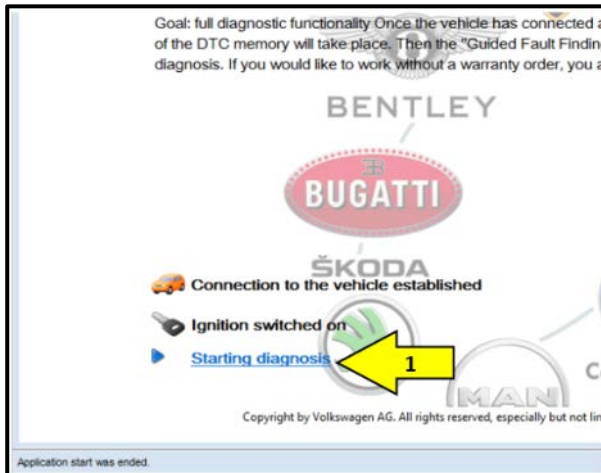 Goal: full diagnostic functionality Once the vehicle has connected a
of the DTC memory will take place. Then the "Guided Fault Finding
diagnosis. If you would like to work without a warranty order, you a
BENTLEY
EB
BUGATTI
ŠKODA
Connection to the vehicle established
Ignition switched on
Starting diagnosis
1
MAN
Copyright by Volkswagen AG. All rights reserved, especially but not lim
Application start was ended.